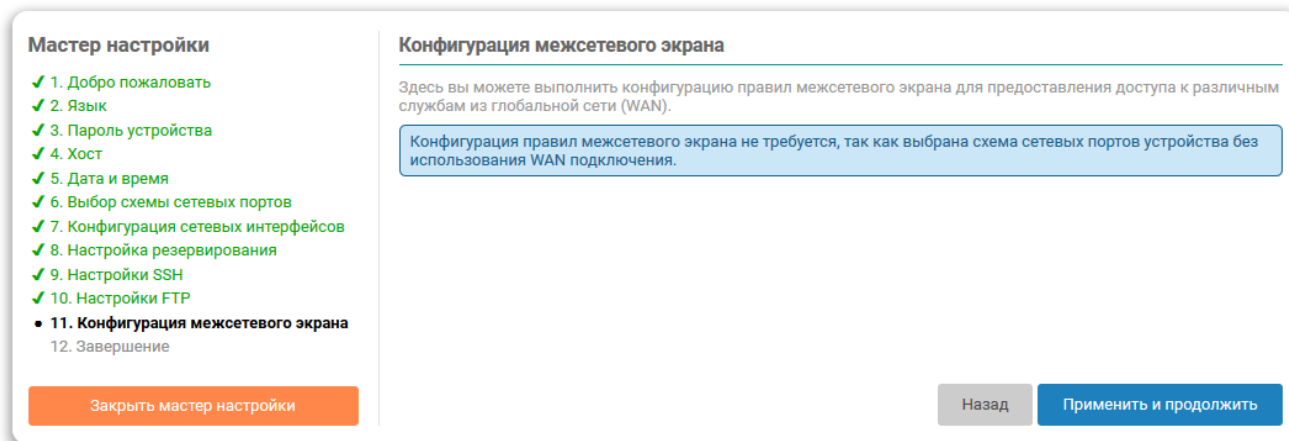 Мастер настройки
✔ 1. Добро пожаловать
✔ 2. Язык
✔ 3. Пароль устройства
✔ 4. Хост
✔ 5. Дата и время
✔ 6. Выбор схемы сетевых портов
✔ 7. Конфигурация сетевых интерфейсов
✔ 8. Настройка резервирования
✔ 9. Настройки SSH
✔ 10. Настройки FTP
• 11. Конфигурация межсетевого экрана
12. Завершение
Закрыть мастер настройки
Конфигурация межсетевого экрана
Здесь вы можете выполнить конфигурацию правил межсетевого экрана для предоставления доступа к различным
службам из глобальной сети (WAN).
Конфигурация правил межсетевого экрана не требуется, так как выбрана схема сетевых портов устройства без
использования WAN подключения.
Назад
Применить и продолжить